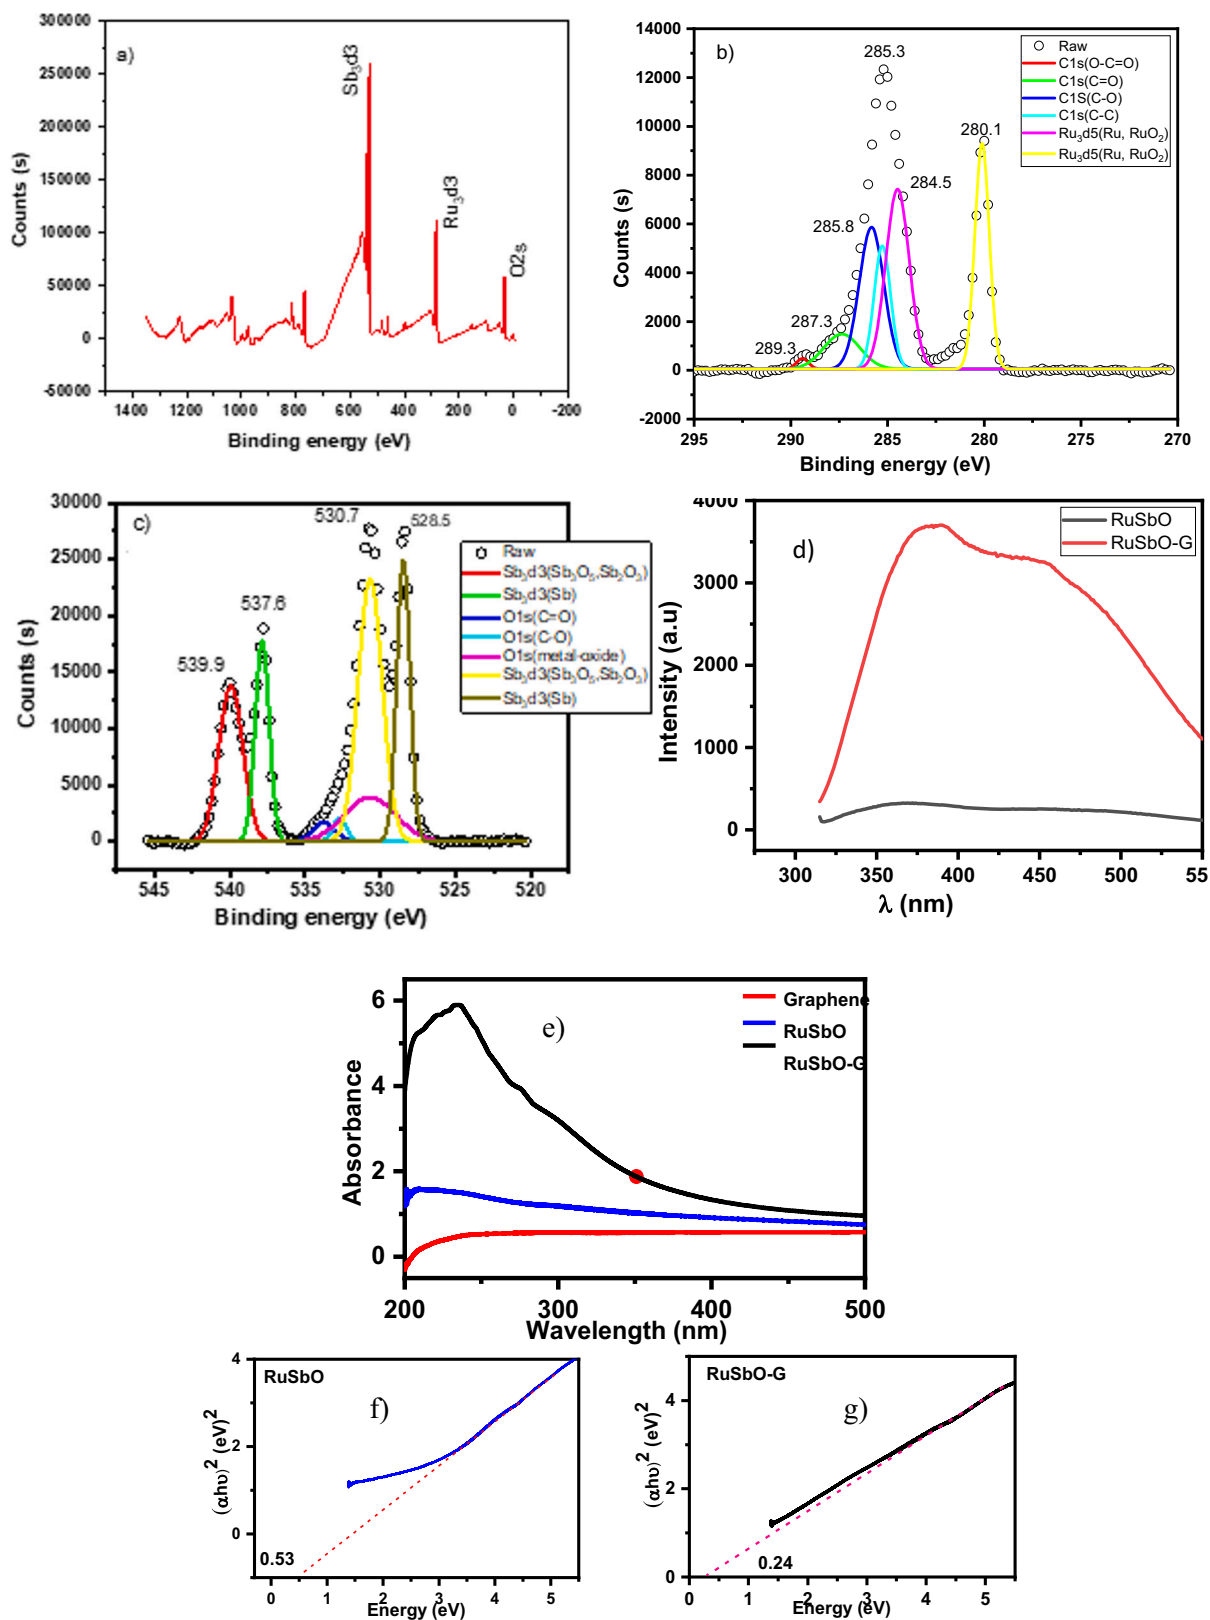 a)
Counts (s)
300000
250000
200000
150000
100000
50000
0
-50000
Sb3d3
Ru3d3
O2s
1400 1200 1000 800 600 400 200 0 -200
Binding energy (eV)
b)
Counts (s)
14000
12000
10000
8000
6000
4000
2000
0
-2000
285.3
280.1
284.5
285.8
287.3
289.3
Raw
C1s(O-C=O)
C1s(C=O)
C1S(C-O)
C1s(C-C)
Ru3d5(Ru, RuO2)
Ru3d5(Ru, RuO2)
295 290 285 280 275 270
Binding energy (eV)
c)
Counts (s)
30000
25000
20000
15000
10000
5000
0
530.7
528.5
537.6
539.9
Raw
Sb3d3(Sb3O5,Sb2O3)
Sb3d3(Sb)
O1s(C=O)
O1s(C-O)
O1s(metal-oxide)
Sb3d3(Sb3O5,Sb2O3)
Sb3d3(Sb)
545 540 535 530 525 520
Binding energy (eV)
d)
Intensity (a.u)
4000
3000
2000
1000
0
RuSbO
RuSbO-G
300 350 400 450 500 55
λ (nm)
e)
Absorbance
6
4
2
0
Graphene
RuSbO
RuSbO-G
200 300 400 500
Wavelength (nm)
RuSbO
f)
(αhυ)2 (eV)2
4
2
0
0.53
0 1 2 3 4 5
Energy (eV)
RuSbO-G
g)
(αhυ)2 (eV)2
4
2
0
0.24
0 1 2 3 4 5
Energy (eV)